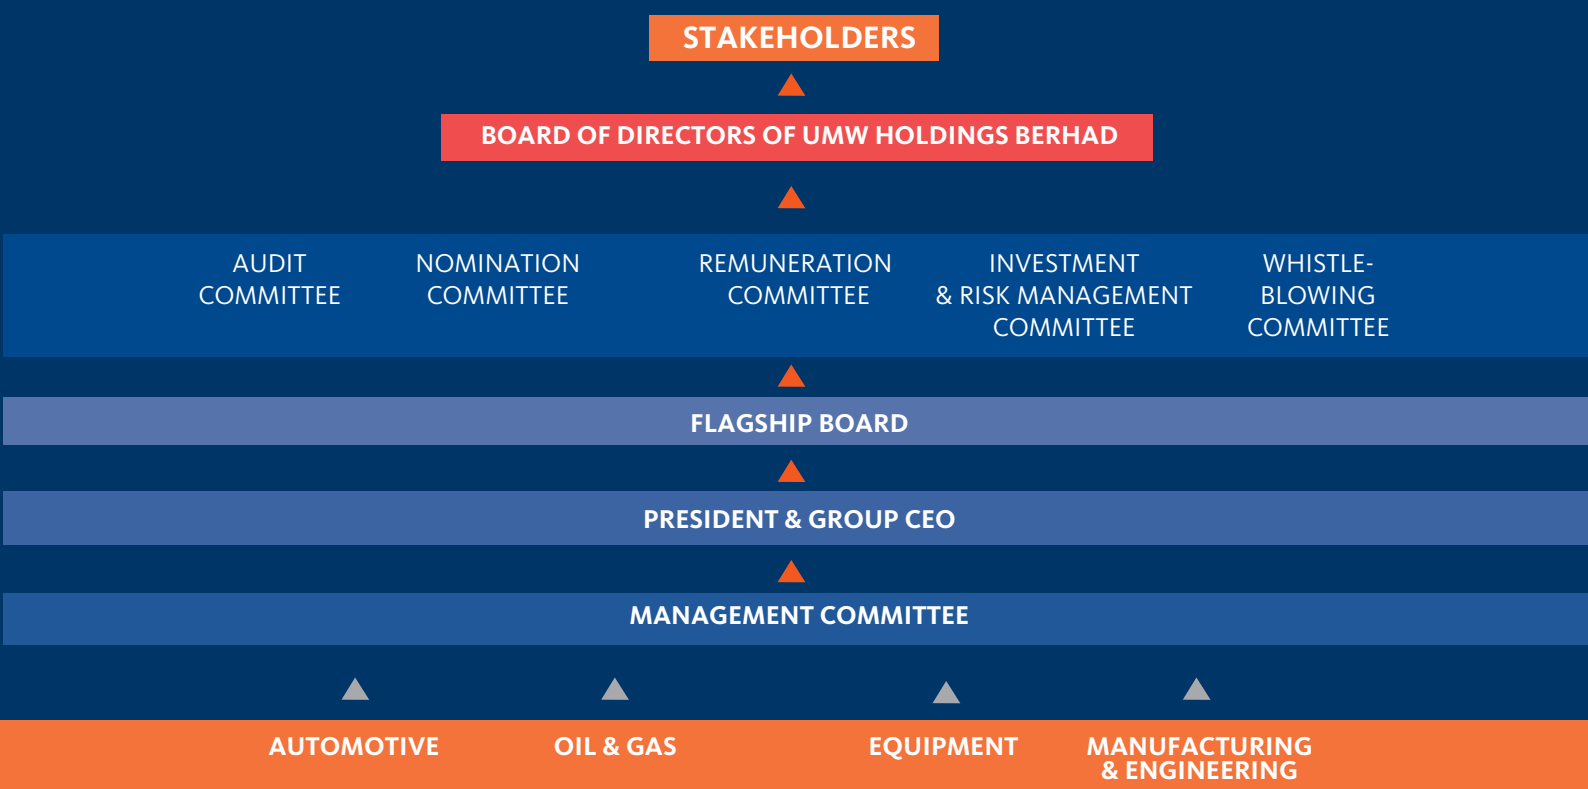 STAKEHOLDERS
BOARD OF DIRECTORS OF UMW HOLDINGS BERHAD
AUDIT
COMMITTEE
NOMINATION
COMMITTEE
REMUNERATION
COMMITTEE
INVESTMENT
& RISK MANAGEMENT
COMMITTEE
WHISTLE-
BLOWING
COMMITTEE
FLAGSHIP BOARD
PRESIDENT & GROUP CEO
MANAGEMENT COMMITTEE
AUTOMOTIVE
OIL & GAS
EQUIPMENT
MANUFACTURING
& ENGINEERING